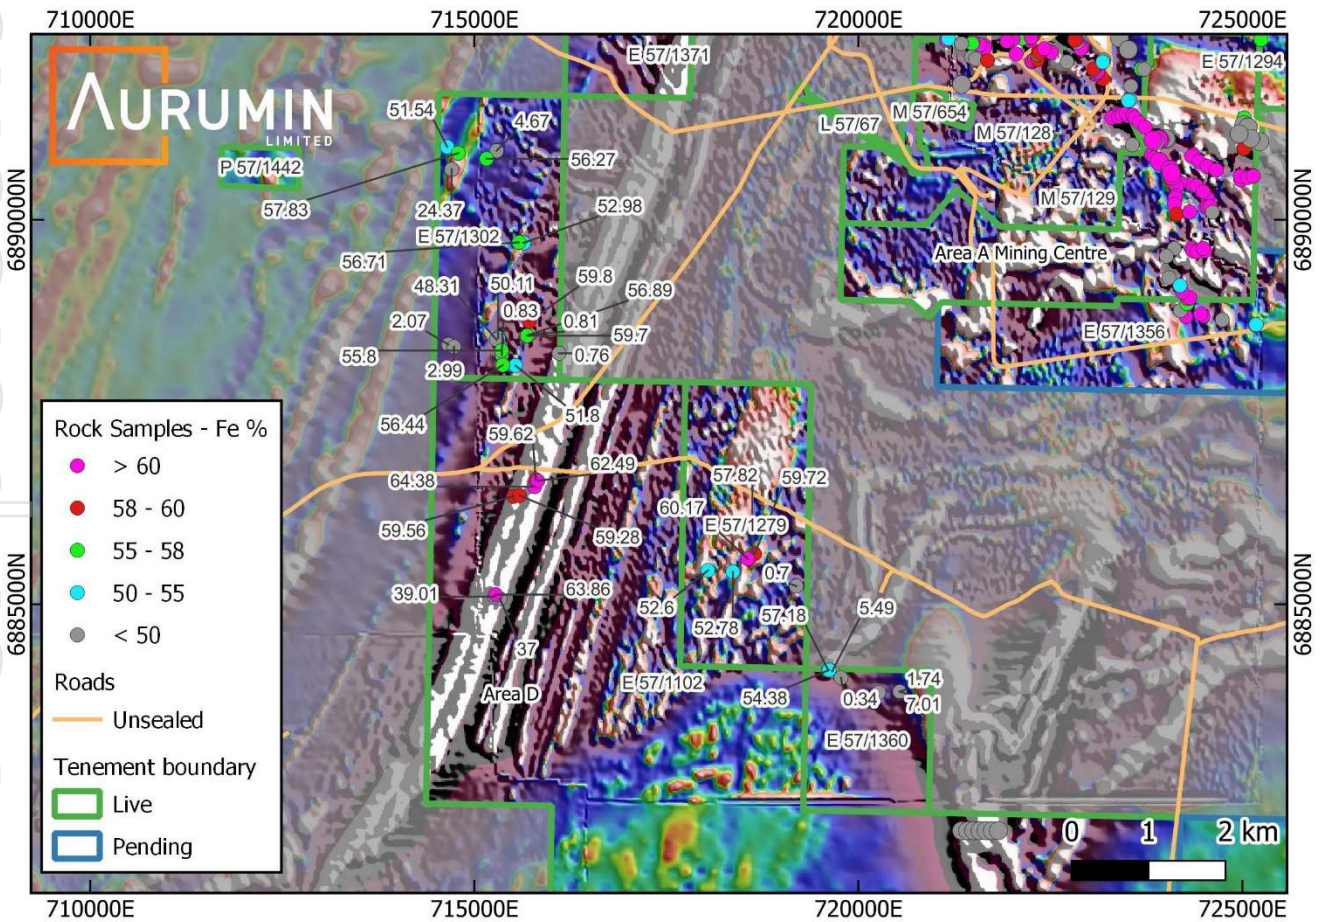 710000E
715000E
720000E
725000E
AURUMIN
LIMITED
E 57/1371
E 57/1294
51.54
4.67
M 57/654
L 57/67
M 57/128
P 57/1442
56.27
57.83
24.37
52.98
M 57/129
6890000N
6890000N
E 57/1302
56.71
Area A Mining Centre
59.8
48.31
50.11
56.89
0.83
2.07
0.81
59.7
E 57/1356
55.8
0.76
2.99
56.44
51.8
59.62
Rock Samples - Fe %
> 60
58 - 60
55 - 58
50 - 55
< 50
Roads
Unsealed
Tenement boundary
Live
Pending
64.38
62.49
57.82
59.72
60.17
59.56
E 57/1279
59.28
0.7
39.01
63.86
52.6
57.18
5.49
52.78
37
6885000N
6885000N
Area D
E 57/1102
54.38
0.34
1.74
7.01
E 57/1360
0 1 2 km
710000E
715000E
720000E
725000E